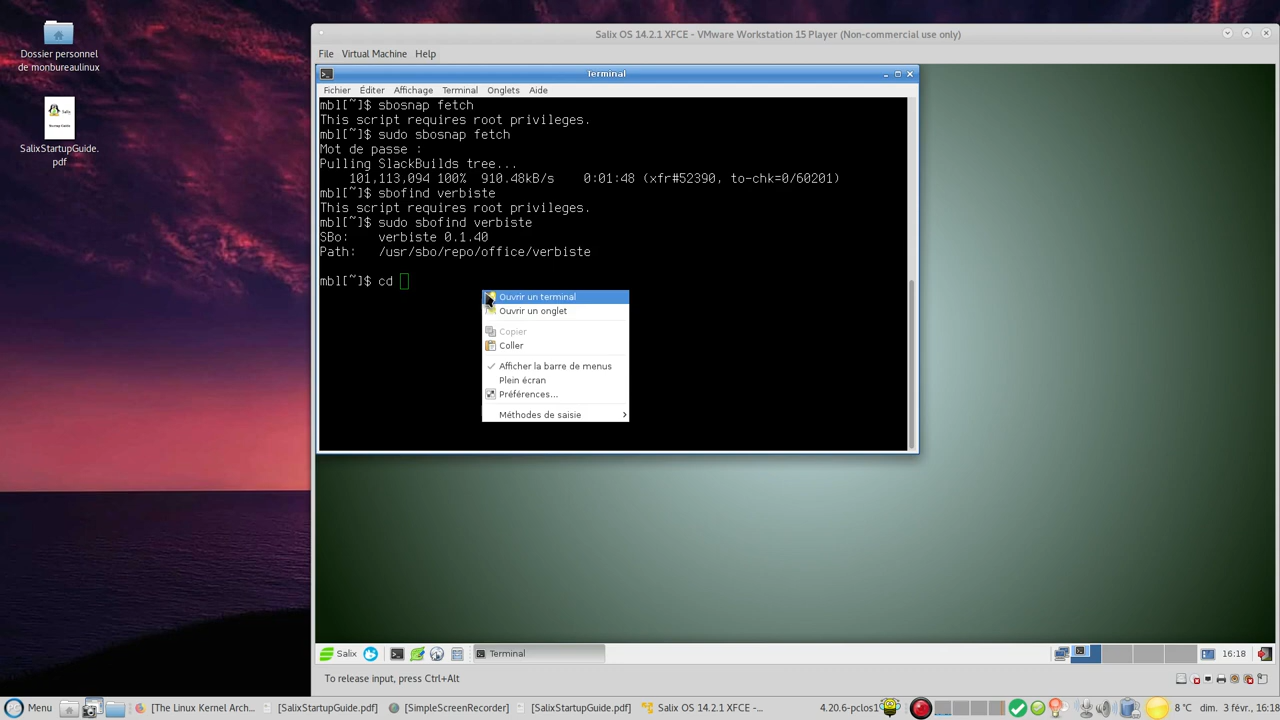 Dossier personnel
de monbureaulinux
SalixStartupGuide.
pdf
Salix OS 14.2.1 XFCE - VMware Workstation 15 Player (Non-commercial use only)
File Virtual Machine Help
Terminal
Fichier Éditer Affichage Terminal Onglets Aide
mbl[~]$ sbosnap fetch
This script requires root privileges.
mbl[~]$ sudo sbosnap fetch
Mot de passe :
Pulling SlackBuilds tree...
101,113,094 100% 910.48kB/s 0:01:48 (xfr#52390, to-chk=0/60201)
mbl[~]$ sbofind verbiste
This script requires root privileges.
mbl[~]$ sudo sbofind verbiste
SBo: verbiste 0.1.40
Path: /usr/sbo/repo/office/verbiste
mbl[~]$ cd
Ouvrir un terminal
Ouvrir un onglet
Copier
Coller
Afficher la barre de menus
Plein écran
Préférences...
Méthodes de saisie
Salix Terminal 16:18
To release input, press Ctrl+Alt
Menu [The Linux Kernel Arch... [SalixStartupGuide.pdf] [SimpleScreenRecorder] [SalixStartupGuide.pdf] Salix OS 14.2.1 XFCE -... 4.20.6-pclos1 8 °C dim. 3 févr., 16:18